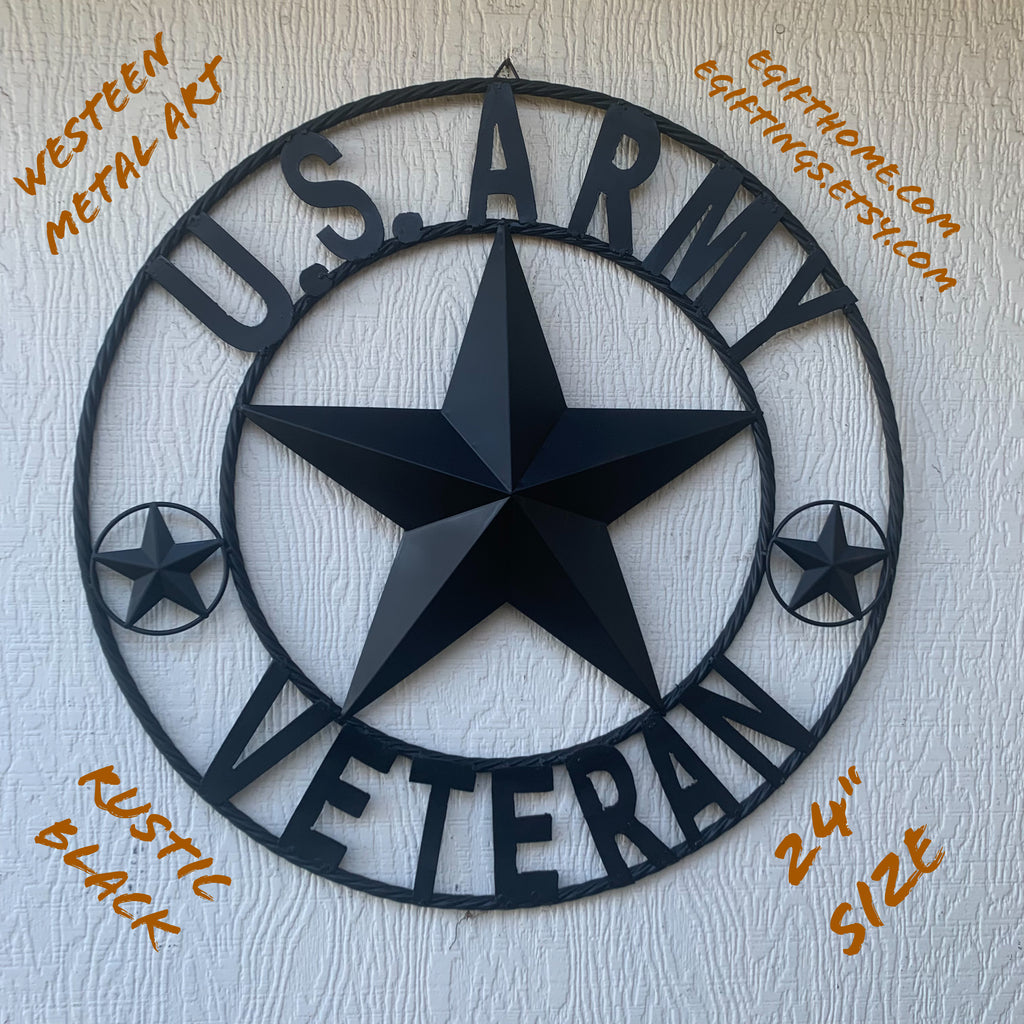 WESTEEN
METAL ART
EGIFTHOME.COM
EGIFTINGS.ETSY.COM
U.S. ARMY
VETERAN
RUSTIC
BLACK
24"
SIZE